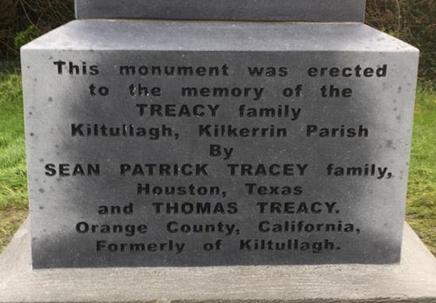 This monument was erected
to the memory of the
TREACY family
Kiltullagh, Kilkerrin Parish
By
SEAN PATRICK TRACEY family,
Houston, Texas
and THOMAS TREACY.
Orange County, California,
Formerly of Kiltullagh.